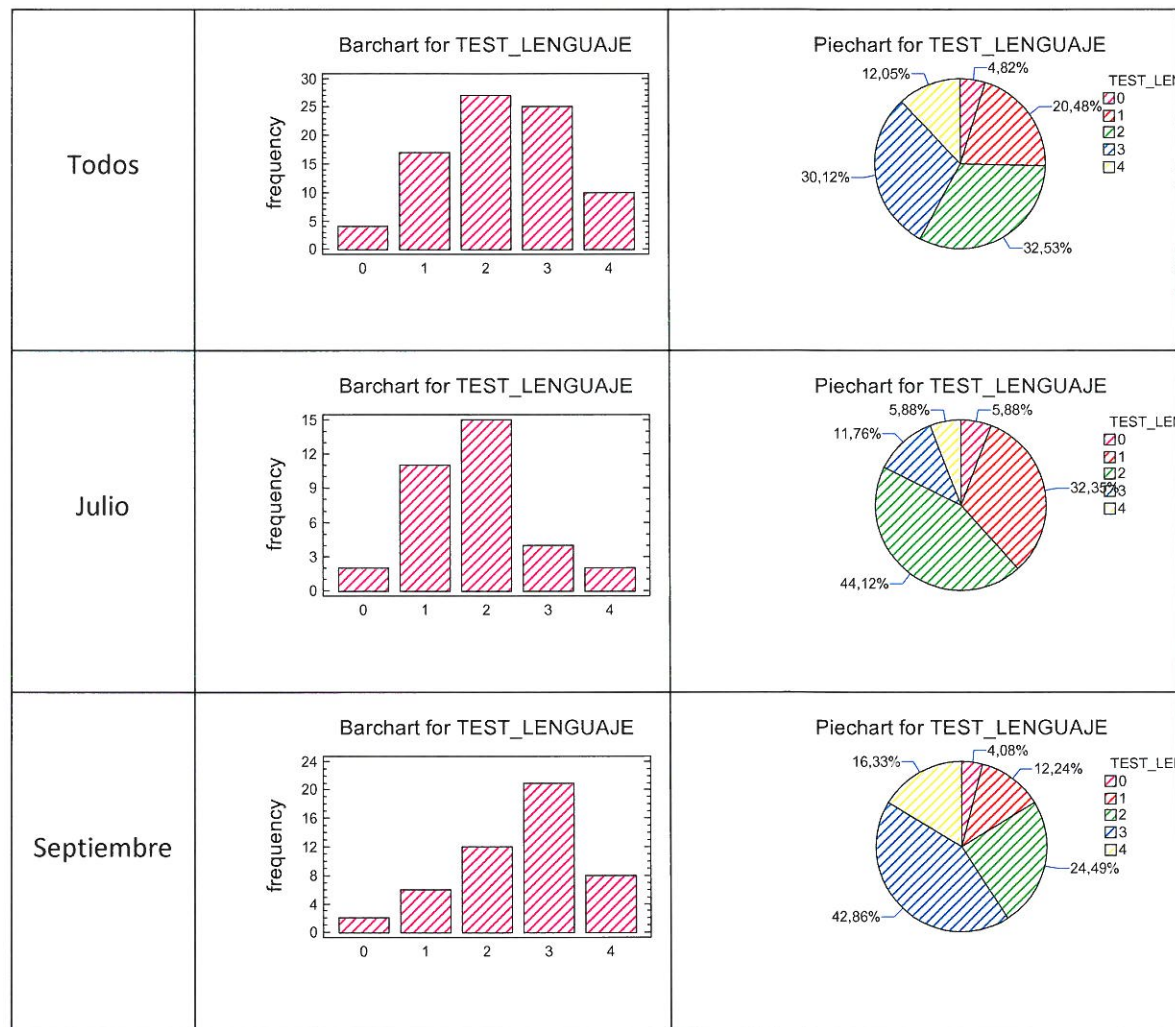 Todos
Barchart for TEST_LENGUAJE
frequency
30
25
20
15
10
5
0
0 1 2 3 4
Piechart for TEST_LENGUAJE
TEST_LEN
0
1
2
3
4
4,82%
20,48%
32,53%
30,12%
12,05%
Julio
Barchart for TEST_LENGUAJE
frequency
15
12
9
6
3
0
0 1 2 3 4
Piechart for TEST_LENGUAJE
TEST_LEN
0
1
2
3
4
5,88%
32,35%
44,12%
11,76%
5,88%
Septiembre
Barchart for TEST_LENGUAJE
frequency
24
20
16
12
8
4
0
0 1 2 3 4
Piechart for TEST_LENGUAJE
TEST_LEN
0
1
2
3
4
4,08%
12,24%
24,49%
42,86%
16,33%